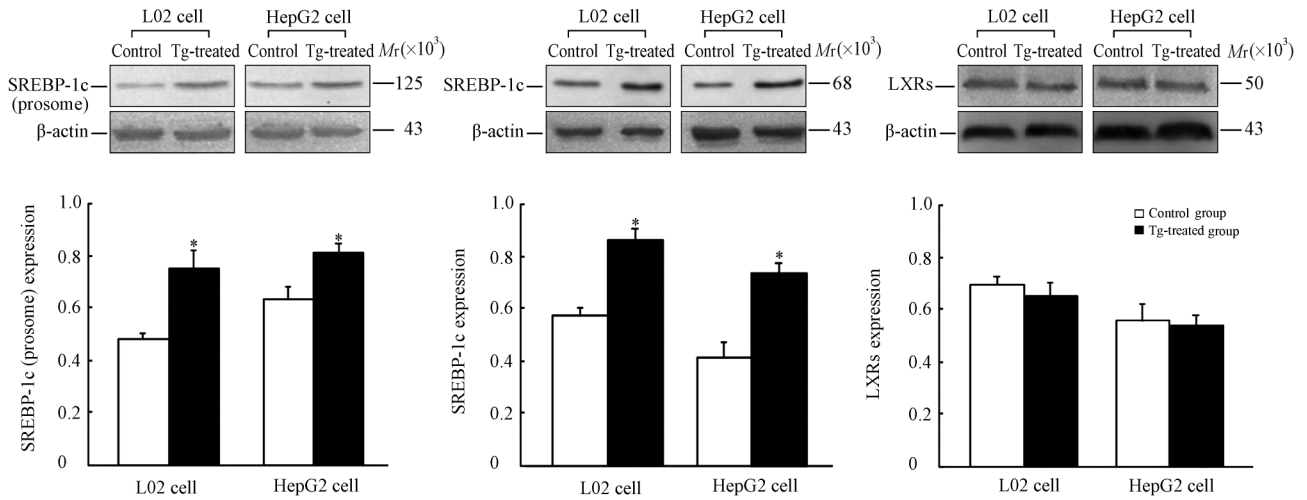 L02 cell HepG2 cell
Control Tg-treated Control Tg-treated Mr(×10³)
SREBP-1c
(prosome)
125
β-actin 43
L02 cell HepG2 cell
Control Tg-treated Control Tg-treated Mr(×10³)
SREBP-1c 68
β-actin 43
L02 cell HepG2 cell
Control Tg-treated Control Tg-treated Mr(×10³)
LXRs 50
β-actin 43
SREBP-1c (prosome) expression
1.0
0.8
0.6
0.4
0.2
0
* *
L02 cell HepG2 cell
SREBP-1c expression
1.0
0.8
0.6
0.4
0.2
0
* *
L02 cell HepG2 cell
LXRs expression
1.0
0.8
0.6
0.4
0.2
0
Control group
Tg-treated group
L02 cell HepG2 cell